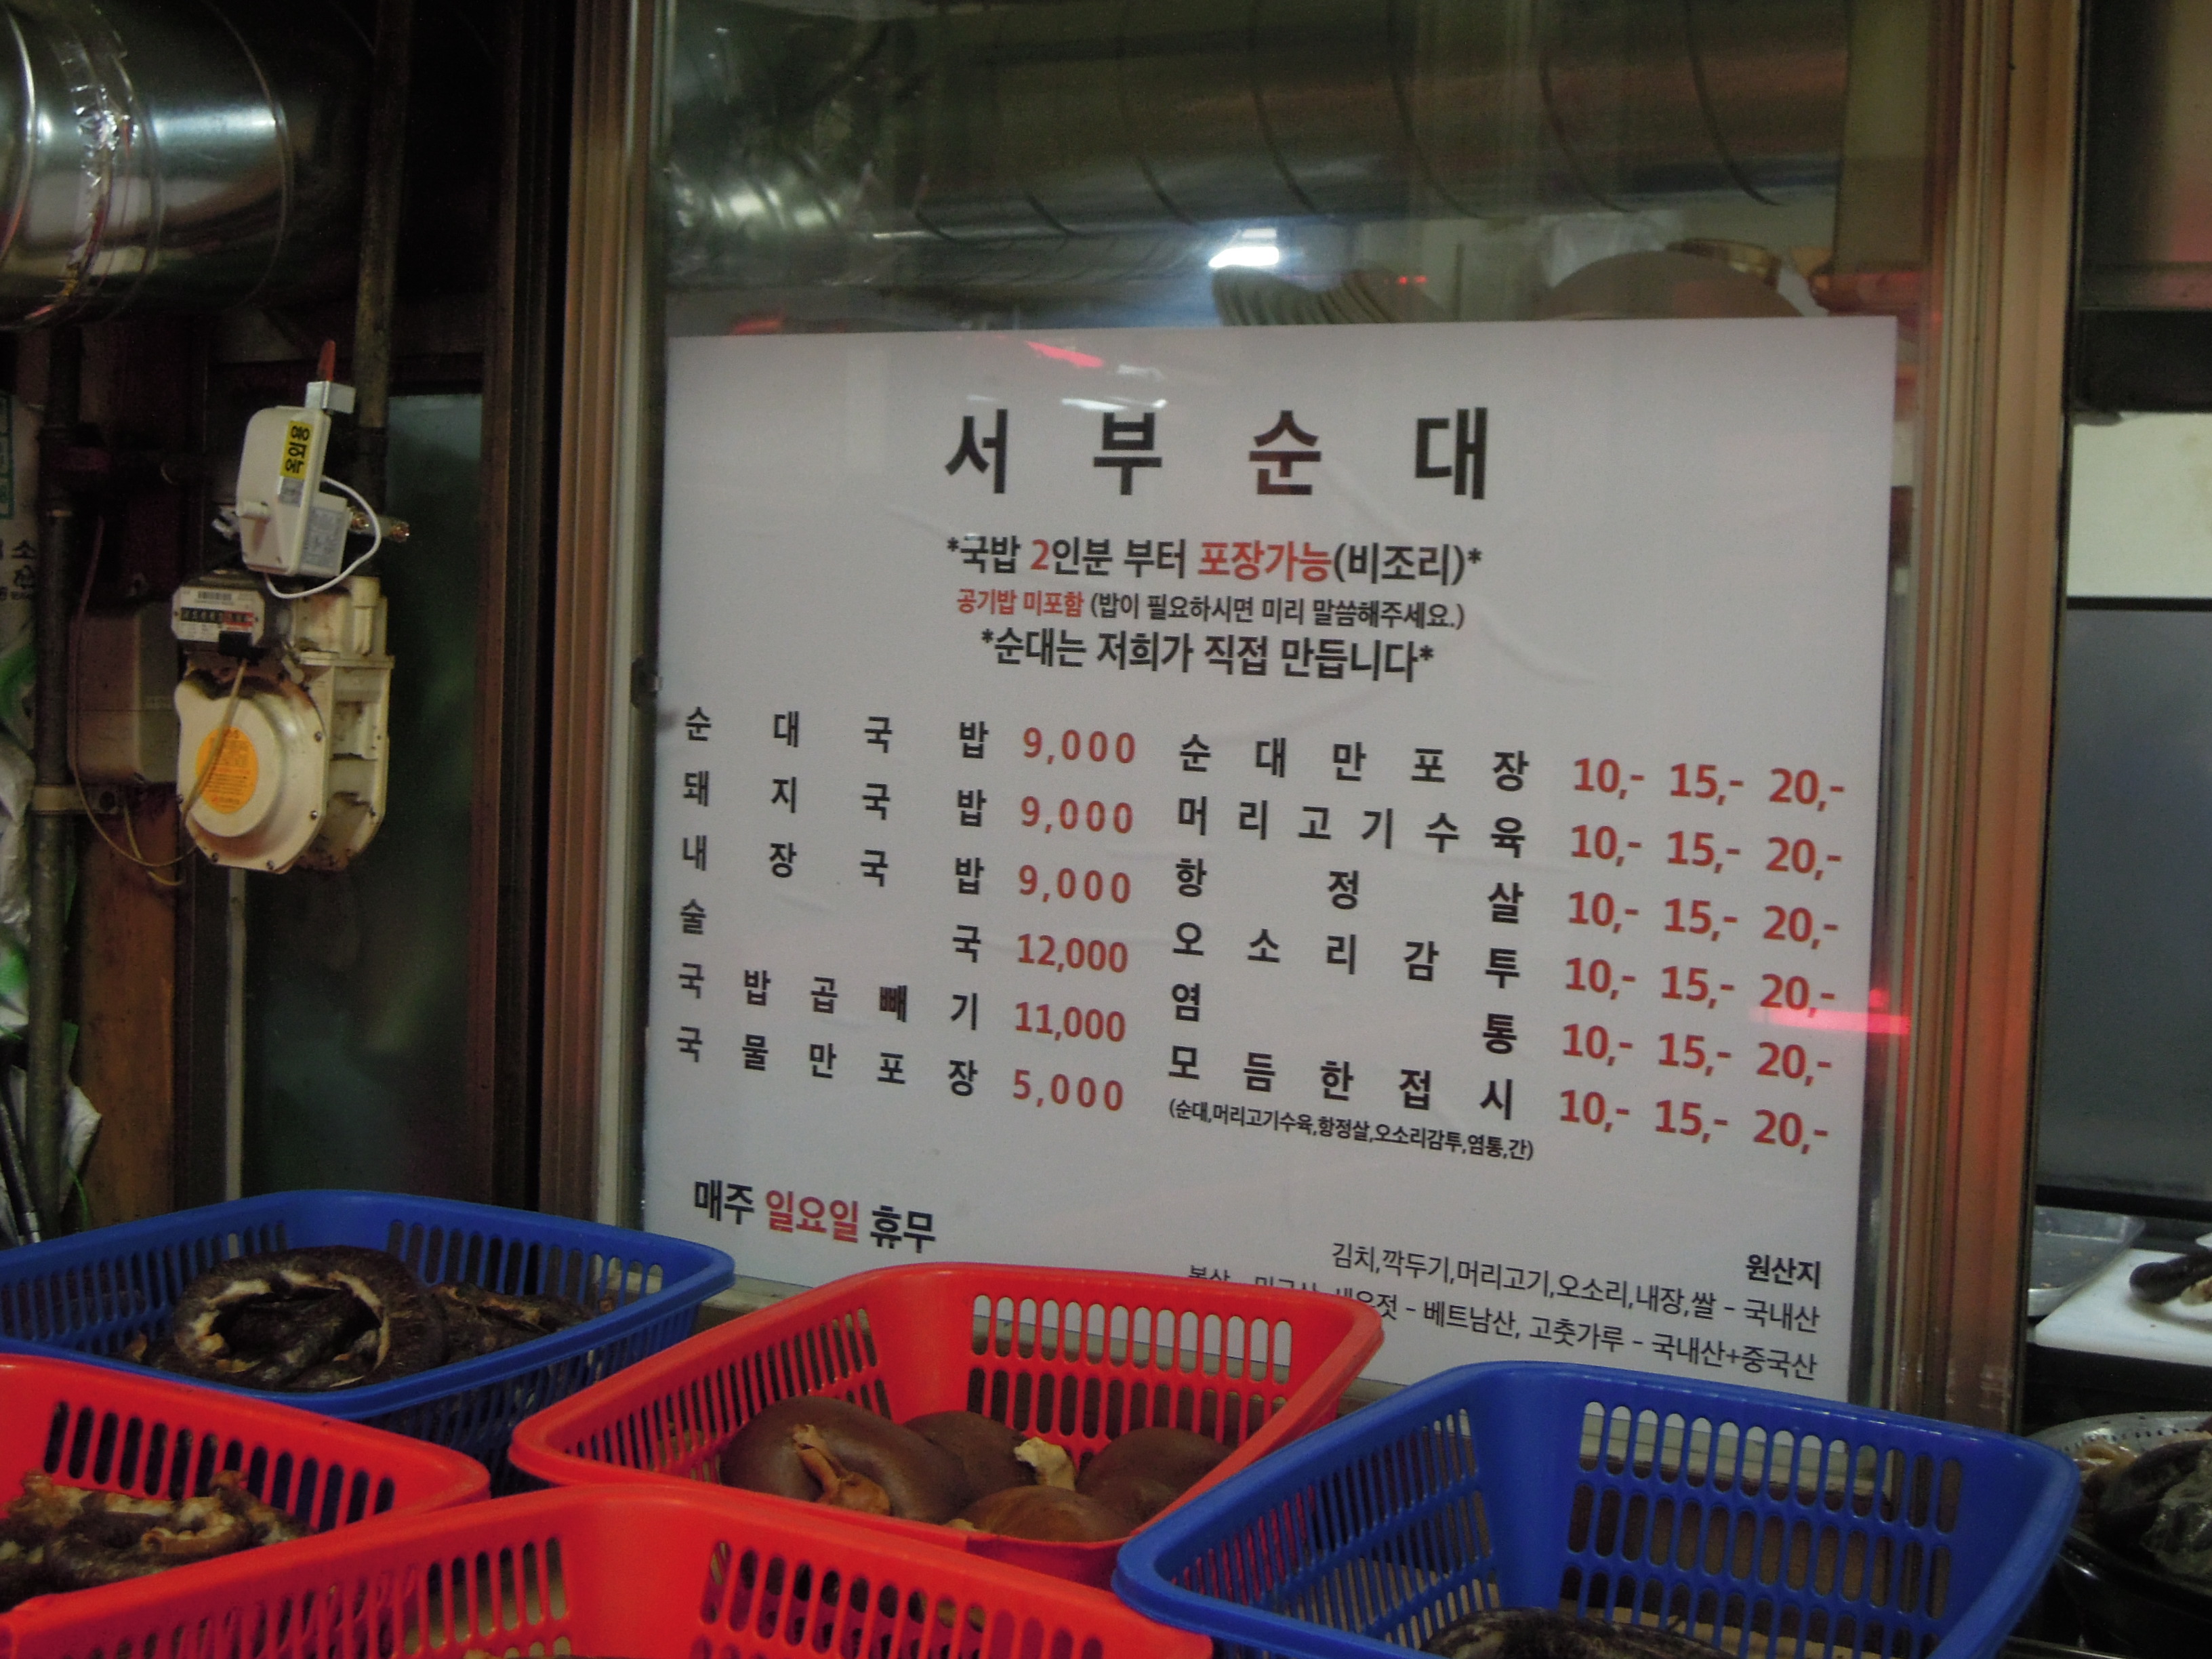 서부순대
*국밥 2인분 부터 포장가능(비조리)*
공기밥 미포함 (밥이 필요하시면 미리 말씀해주세요.)
*순대는 저희가 직접 만듭니다*
순대국밥 9,000
돼지국밥 9,000
내장국밥 9,000
술국 12,000
국밥곱빼기 11,000
국물만포장 5,000
순대만포장 10,- 15,- 20,-
머리고기수육 10,- 15,- 20,-
항정살 10,- 15,- 20,-
오소리감투 10,- 15,- 20,-
염통 10,- 15,- 20,-
모듬한접시 10,- 15,- 20,-
(순대,머리고기수육,항정살,오소리감투,염통,간)
매주 일요일 휴무
원산지
김치,깍두기,머리고기,오소리,내장,쌀 - 국내산
- 베트남산, 고춧가루 - 국내산+중국산
옥외용